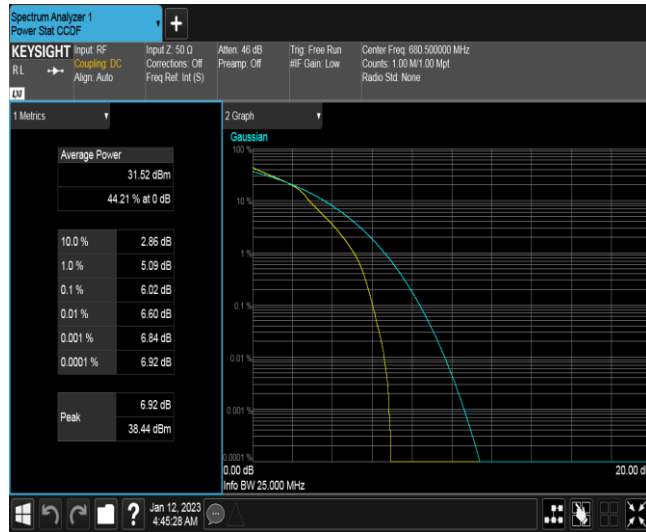 Spectrum Analyzer 1
Power Stat CCDF
KEYSIGHT
RL
LXI
Input: RF
Coupling: DC
Align: Auto
Input Z: 50 Ω
Corrections: Off
Freq Ref: Int (S)
Atten: 46 dB
Preamp: Off
Trig: Free Run
#IF Gain: Low
Center Freq: 680.500000 MHz
Counts: 1.00 M/1.00 Mpt
Radio Std: None
1 Metrics
Average Power
31.52 dBm
44.21 % at 0 dB
10.0 % 2.86 dB
1.0 % 5.09 dB
0.1 % 6.02 dB
0.01 % 6.60 dB
0.001 % 6.84 dB
0.0001 % 6.92 dB
Peak
6.92 dB
38.44 dBm
2 Graph
Gaussian
100 %
10 %
1 %
0.1 %
0.01 %
0.001 %
0.0001 %
0.00 dB
20.00 d
Info BW 25.000 MHz
Jan 12, 2023
4:45:28 AM